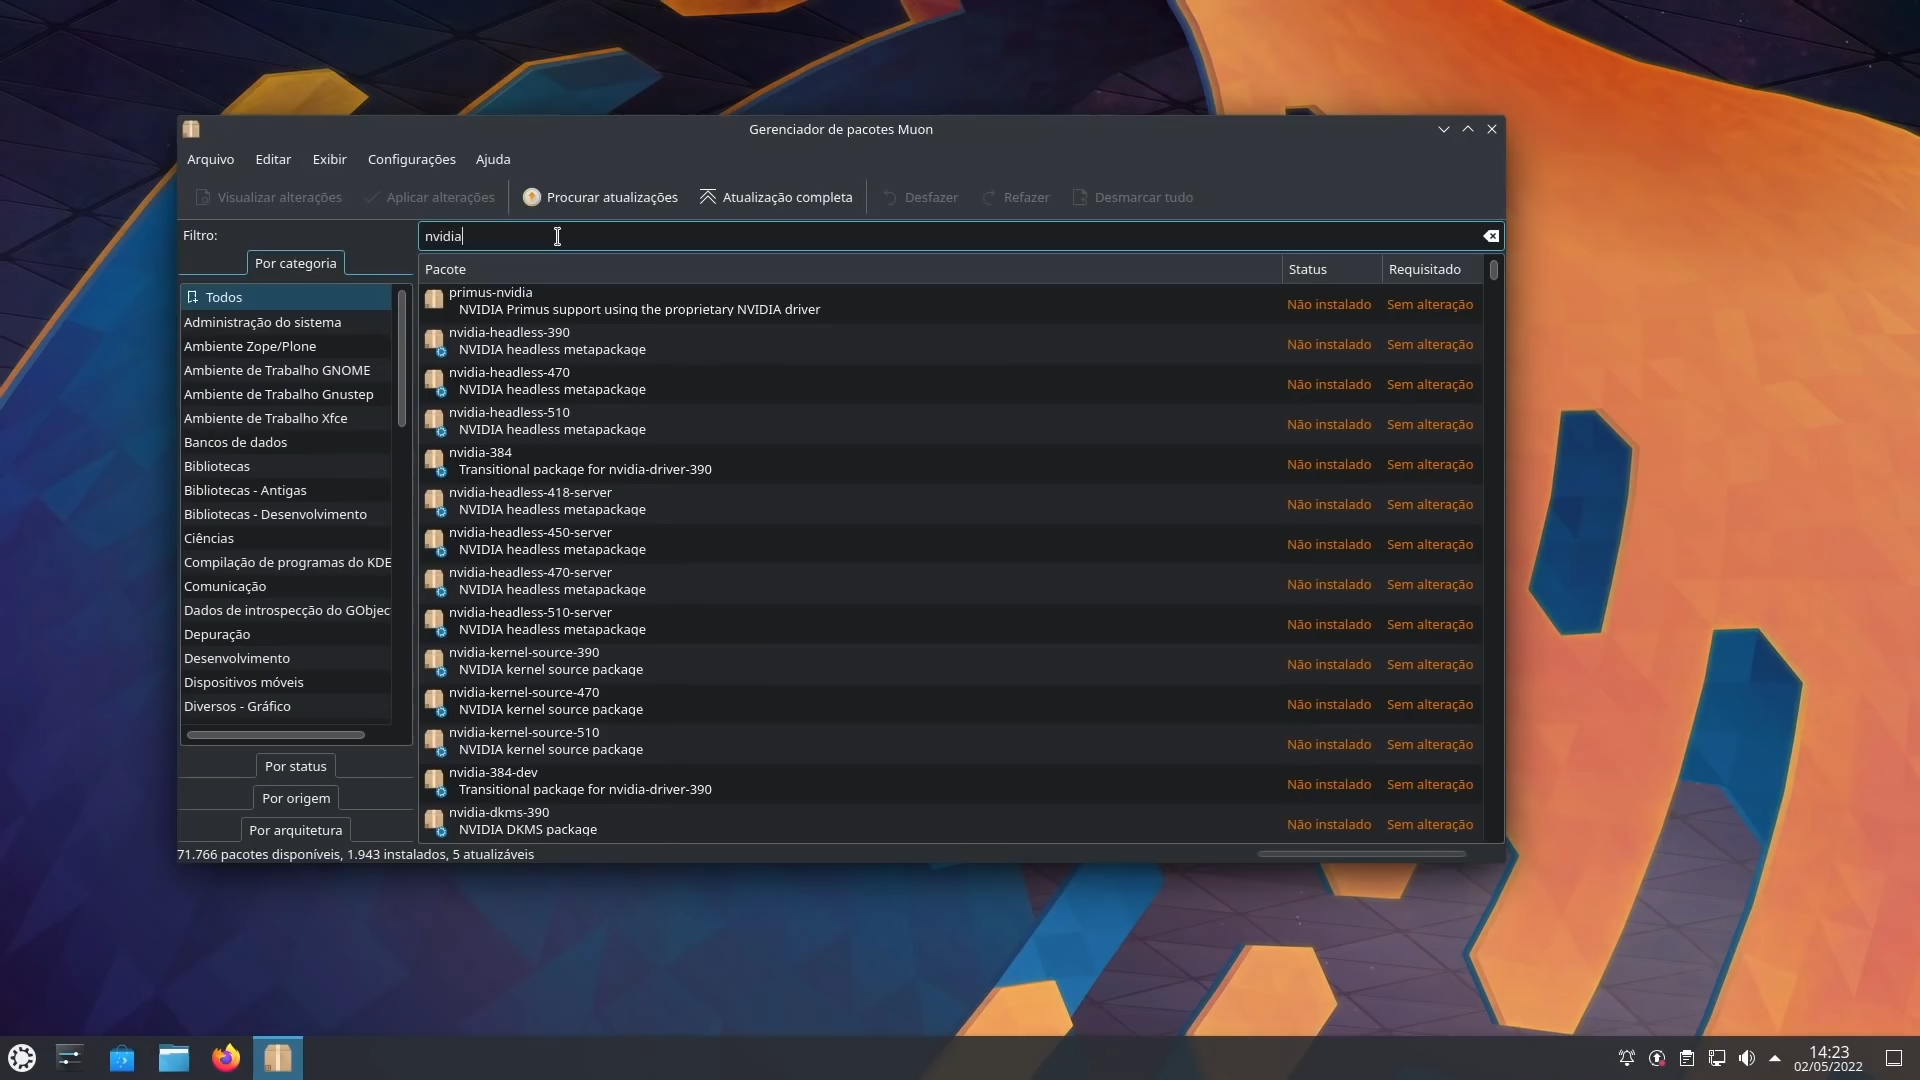 Gerenciador de pacotes Muon
Arquivo Editar Exibir Configurações Ajuda
Visualizar alterações Aplicar alterações Procurar atualizações Atualização completa Desfazer Refazer Desmarcar tudo
Filtro:
nvidia
Por categoria
Todos
Administração do sistema
Ambiente Zope/Plone
Ambiente de Trabalho GNOME
Ambiente de Trabalho Gnustep
Ambiente de Trabalho Xfce
Bancos de dados
Bibliotecas
Bibliotecas - Antigas
Bibliotecas - Desenvolvimento
Ciências
Compilação de programas do KDE
Comunicação
Dados de introspecção do GObjec
Depuração
Desenvolvimento
Dispositivos móveis
Diversos - Gráfico
Por status
Por origem
Por arquitetura
Pacote Status Requisitado
primus-nvidia
NVIDIA Primus support using the proprietary NVIDIA driver
Não instalado Sem alteração
nvidia-headless-390
NVIDIA headless metapackage
Não instalado Sem alteração
nvidia-headless-470
NVIDIA headless metapackage
Não instalado Sem alteração
nvidia-headless-510
NVIDIA headless metapackage
Não instalado Sem alteração
nvidia-384
Transitional package for nvidia-driver-390
Não instalado Sem alteração
nvidia-headless-418-server
NVIDIA headless metapackage
Não instalado Sem alteração
nvidia-headless-450-server
NVIDIA headless metapackage
Não instalado Sem alteração
nvidia-headless-470-server
NVIDIA headless metapackage
Não instalado Sem alteração
nvidia-headless-510-server
NVIDIA headless metapackage
Não instalado Sem alteração
nvidia-kernel-source-390
NVIDIA kernel source package
Não instalado Sem alteração
nvidia-kernel-source-470
NVIDIA kernel source package
Não instalado Sem alteração
nvidia-kernel-source-510
NVIDIA kernel source package
Não instalado Sem alteração
nvidia-384-dev
Transitional package for nvidia-driver-390
Não instalado Sem alteração
nvidia-dkms-390
NVIDIA DKMS package
Não instalado Sem alteração
71.766 pacotes disponíveis, 1.943 instalados, 5 atualizáveis
14:23
02/05/2022